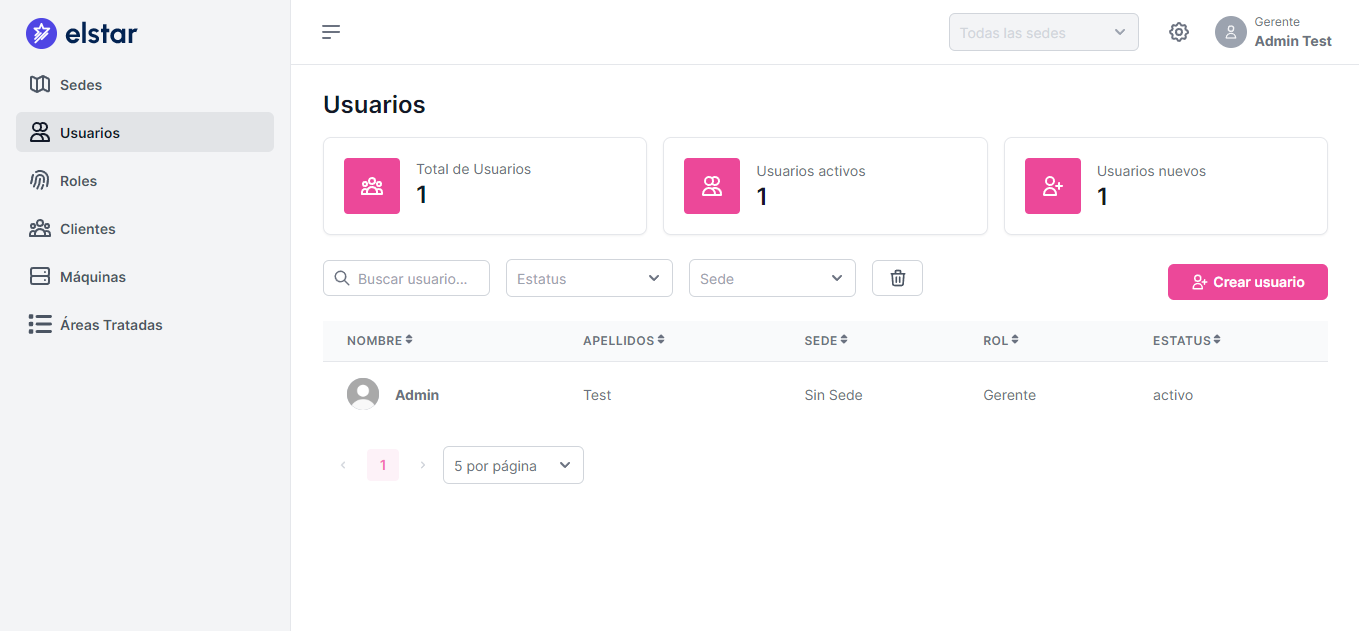 elstar
Todas las sedes
Gerente
Admin Test
Sedes
Usuarios
Roles
Clientes
Máquinas
Áreas Tratadas
Usuarios
Total de Usuarios
1
Usuarios activos
1
Usuarios nuevos
1
Buscar usuario...
Estatus
Sede
Crear usuario
NOMBRE APELLIDOS SEDE ROL ESTATUS
Admin Test Sin Sede Gerente activo
1
5 por página